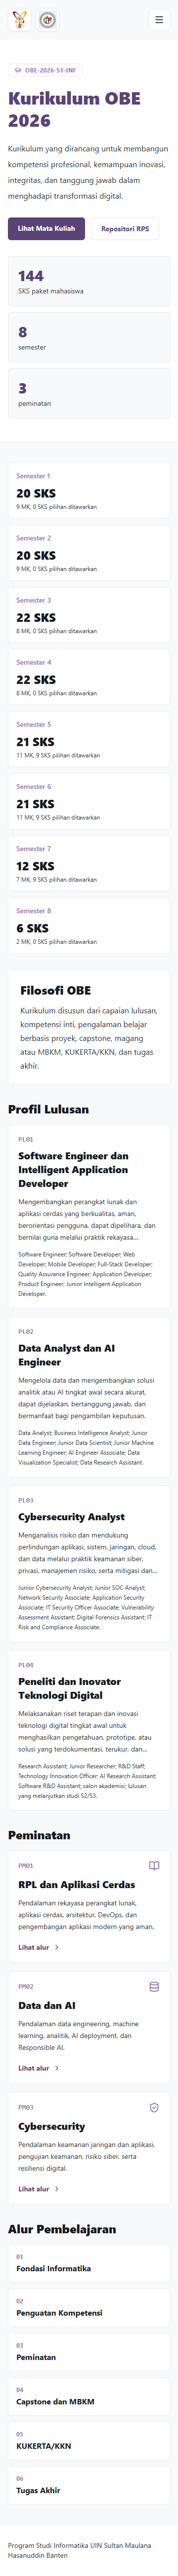 OBE-2026-S1-INF
Kurikulum OBE
2026
Kurikulum yang dirancang untuk membangun
kompetensi profesional, kemampuan inovasi,
integritas, dan tanggung jawab dalam
menghadapi transformasi digital.
Lihat Mata Kuliah
Repositori RPS
144
SKS paket mahasiswa
8
semester
3
peminatan
Semester 1
20 SKS
9 MK, 0 SKS pilihan ditawarkan
Semester 2
20 SKS
9 MK, 0 SKS pilihan ditawarkan
Semester 3
22 SKS
8 MK, 0 SKS pilihan ditawarkan
Semester 4
22 SKS
8 MK, 0 SKS pilihan ditawarkan
Semester 5
21 SKS
11 MK, 9 SKS pilihan ditawarkan
Semester 6
21 SKS
11 MK, 9 SKS pilihan ditawarkan
Semester 7
12 SKS
7 MK, 9 SKS pilihan ditawarkan
Semester 8
6 SKS
2 MK, 0 SKS pilihan ditawarkan
Filosofi OBE
Kurikulum disusun dari capaian lulusan,
kompetensi inti, pengalaman belajar
berbasis proyek, capstone, magang
atau MBKM, KUKERTA/KKN, dan tugas
akhir.
Profil Lulusan
PL01
Software Engineer dan
Intelligent Application
Developer
Mengembangkan perangkat lunak dan
aplikasi cerdas yang berkualitas, aman,
berorientasi pengguna, dapat dipelihara, dan
bernilai guna melalui praktik rekayasa...
Software Engineer; Software Developer; Web
Developer; Mobile Developer; Full-Stack Developer;
Quality Assurance Engineer; Application Developer;
Product Engineer; Junior Intelligent Application
Developer.
PL02
Data Analyst dan AI
Engineer
Mengelola data dan mengembangkan solusi
analitik atau AI tingkat awal secara akurat,
dapat dijelaskan, bertanggung jawab, dan
bermanfaat bagi pengambilan keputusan.
Data Analyst; Business Intelligence Analyst; Junior
Data Engineer; Junior Data Scientist; Junior Machine
Learning Engineer; AI Engineer Associate; Data
Visualization Specialist; Data Research Assistant.
PL03
Cybersecurity Analyst
Menganalisis risiko dan mendukung
perlindungan aplikasi, sistem, jaringan, cloud,
dan data melalui praktik keamanan siber,
privasi, manajemen risiko, serta mitigasi dan...
Junior Cybersecurity Analyst; Junior SOC Analyst;
Network Security Associate; Application Security
Associate; IT Security Officer Associate; Vulnerability
Assessment Assistant; Digital Forensics Assistant; IT
Risk and Compliance Associate.
PL04
Peneliti dan Inovator
Teknologi Digital
Melaksanakan riset terapan dan inovasi
teknologi digital tingkat awal untuk
menghasilkan pengetahuan, prototipe, atau
solusi yang terdokumentasi, terukur, dan...
Research Assistant; Junior Researcher; R&D Staff;
Technology Innovation Officer; AI Research Assistant;
Software R&D Assistant; calon akademisi; lulusan
yang melanjutkan studi S2/S3.
Peminatan
PM01
RPL dan Aplikasi Cerdas
Pendalaman rekayasa perangkat lunak,
aplikasi cerdas, arsitektur, DevOps, dan
pengembangan aplikasi modern yang aman.
Lihat alur
PM02
Data dan AI
Pendalaman data engineering, machine
learning, analitik, AI deployment, dan
Responsible AI.
Lihat alur
PM03
Cybersecurity
Pendalaman keamanan jaringan dan aplikasi,
pengujian keamanan, risiko siber, serta
resiliensi digital.
Lihat alur
Alur Pembelajaran
01
Fondasi Informatika
02
Penguatan Kompetensi
03
Peminatan
04
Capstone dan MBKM
05
KUKERTA/KKN
06
Tugas Akhir
Program Studi Informatika UIN Sultan Maulana
Hasanuddin Banten